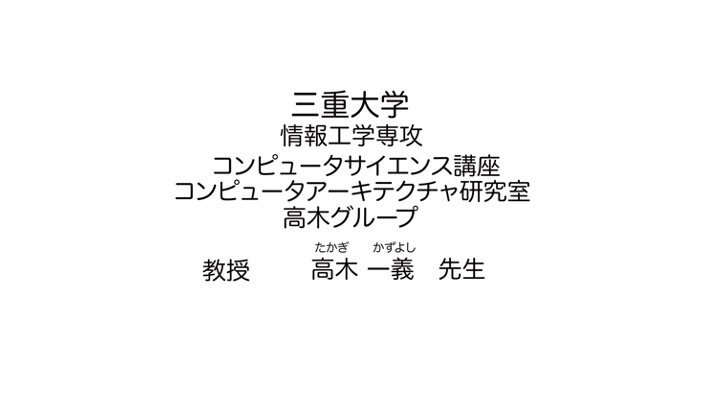 三重大学
情報工学専攻
コンピュータサイエンス講座
コンピュータアーキテクチャ研究室
高木グループ
たかぎ かずよし
教授 高木 一義 先生